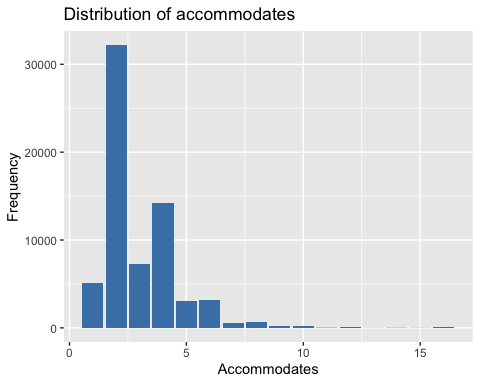 Distribution of accommodates
Frequency
30000
20000
10000
0
0
5
10
15
Accommodates